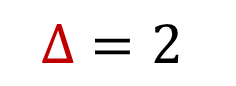 Δ = 2